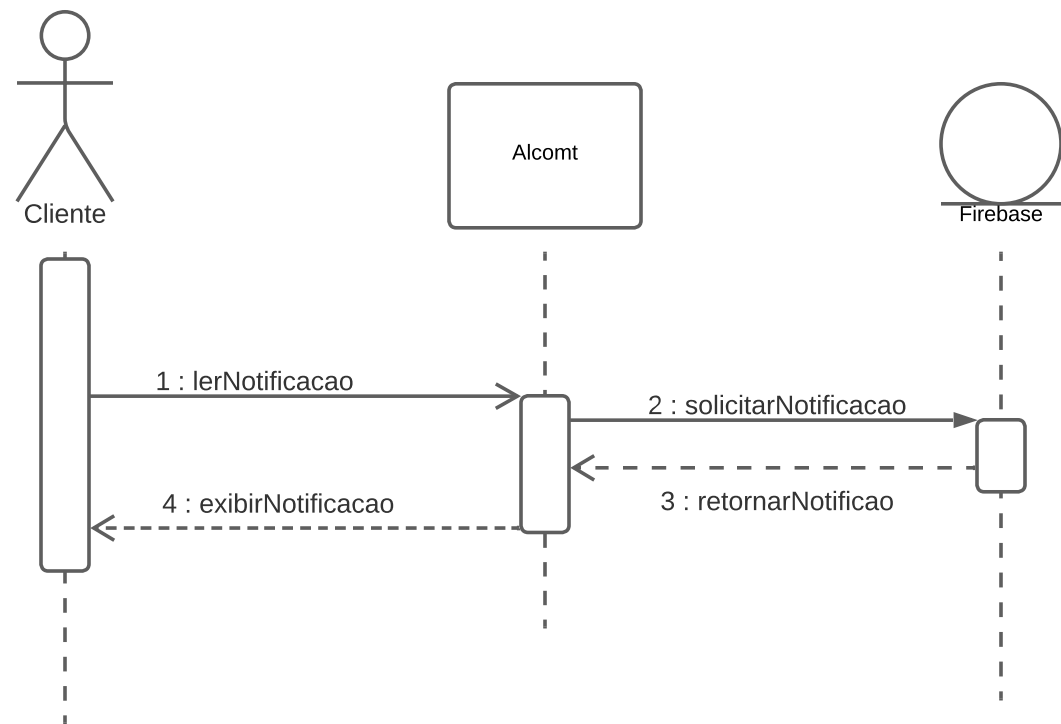 Alcomt
Cliente
Firebase
1 : lerNotificacao
2 : solicitarNotificacao
4 : exibirNotificacao
3 : retornarNotificao